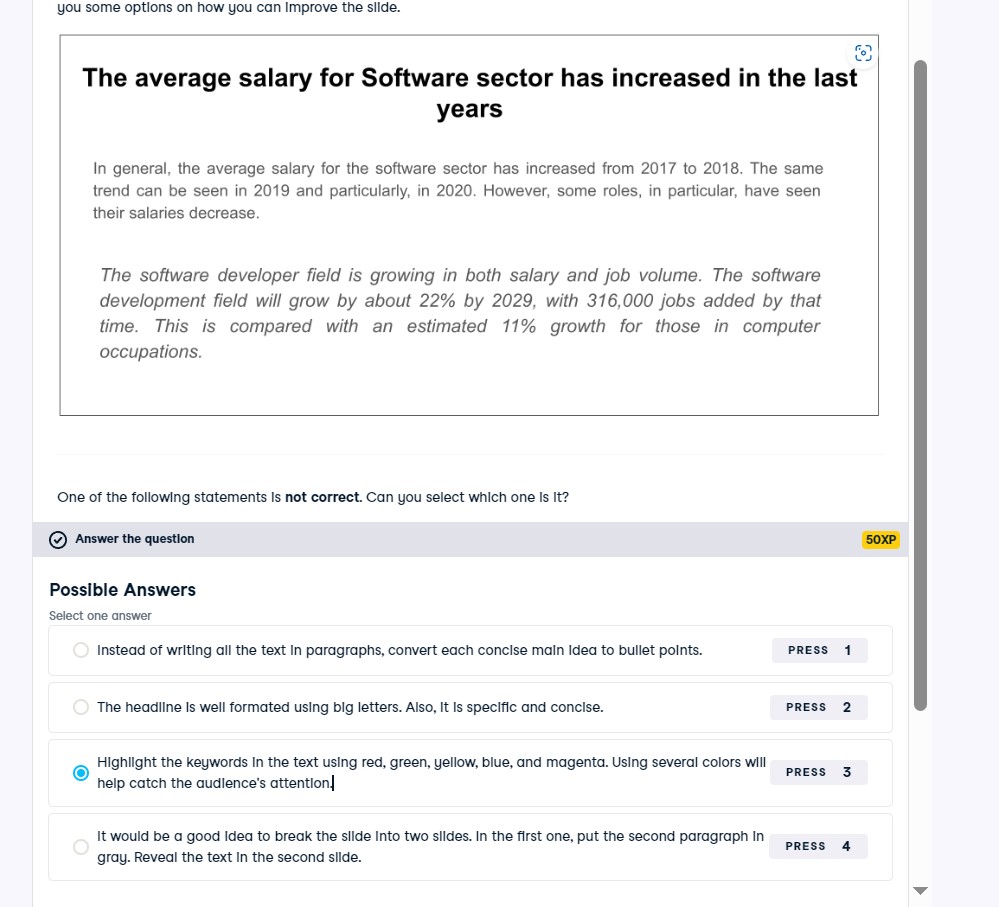 you some options on how you can improve the slide.
The average salary for Software sector has increased in the last
years
In general, the average salary for the software sector has increased from 2017 to 2018. The same
trend can be seen in 2019 and particularly, in 2020. However, some roles, in particular, have seen
their salaries decrease.
The software developer field is growing in both salary and job volume. The software
development field will grow by about 22% by 2029, with 316,000 jobs added by that
time. This is compared with an estimated 11% growth for those in computer
occupations.
One of the following statements is not correct. Can you select which one is it?
Answer the question
50XP
Possible Answers
Select one answer
Instead of writing all the text in paragraphs, convert each concise main idea to bullet points.
PRESS 1
The headline is well formated using big letters. Also, it is specific and concise.
PRESS 2
Highlight the keywords in the text using red, green, yellow, blue, and magenta. Using several colors will
help catch the audience's attention.
PRESS 3
It would be a good idea to break the slide into two slides. In the first one, put the second paragraph in
gray. Reveal the text in the second slide.
PRESS 4